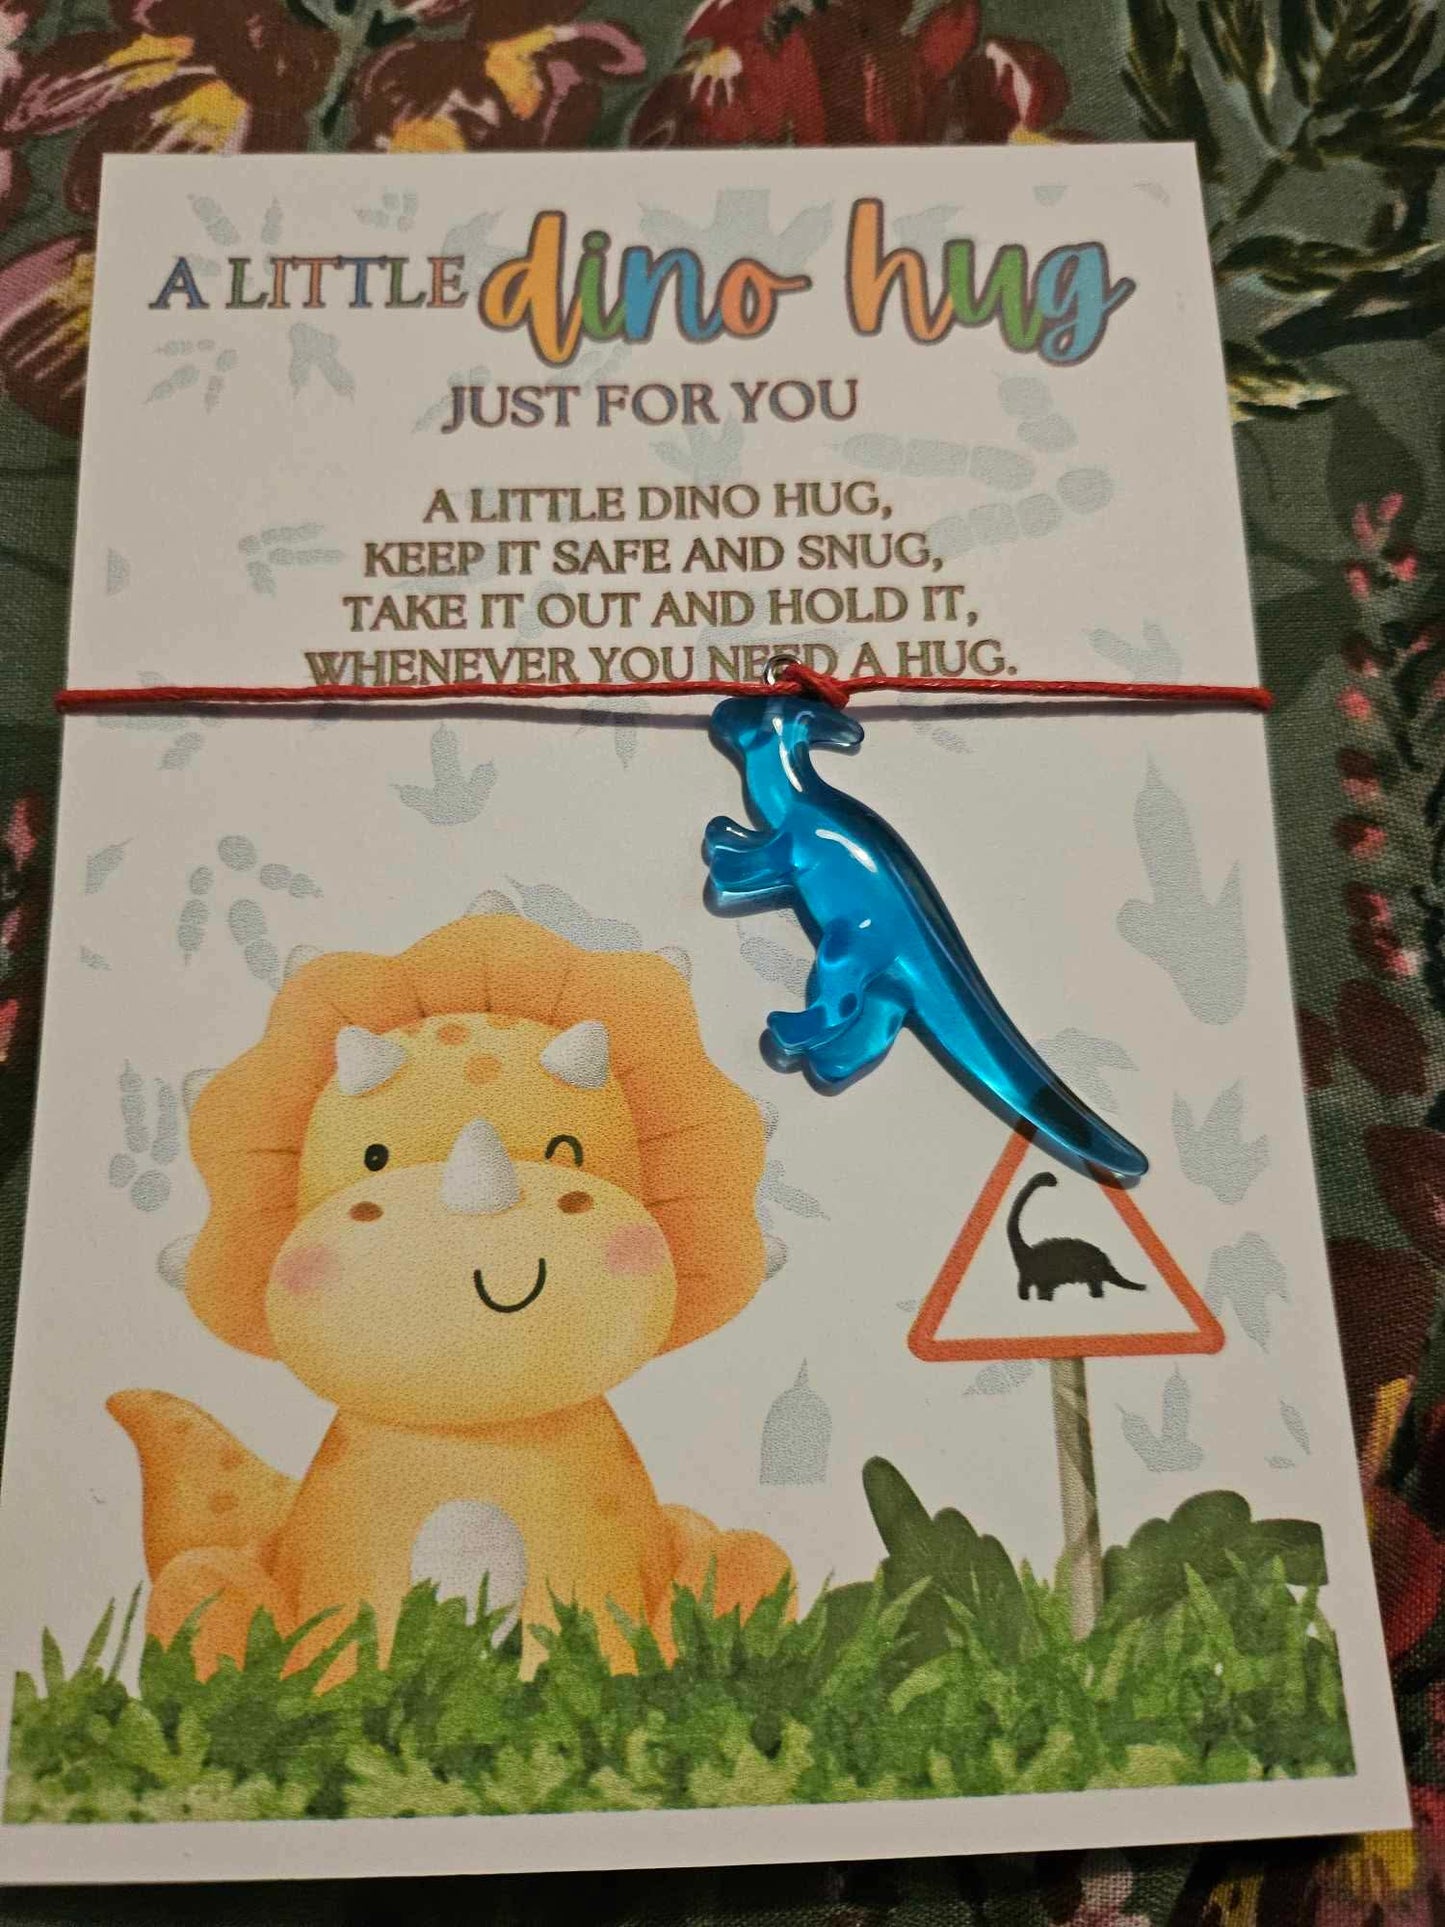 A LITTLE dino hug
JUST FOR YOU
A LITTLE DINO HUG,
KEEP IT SAFE AND SNUG,
TAKE IT OUT AND HOLD IT,
WHENEVER YOU NEED A HUG.